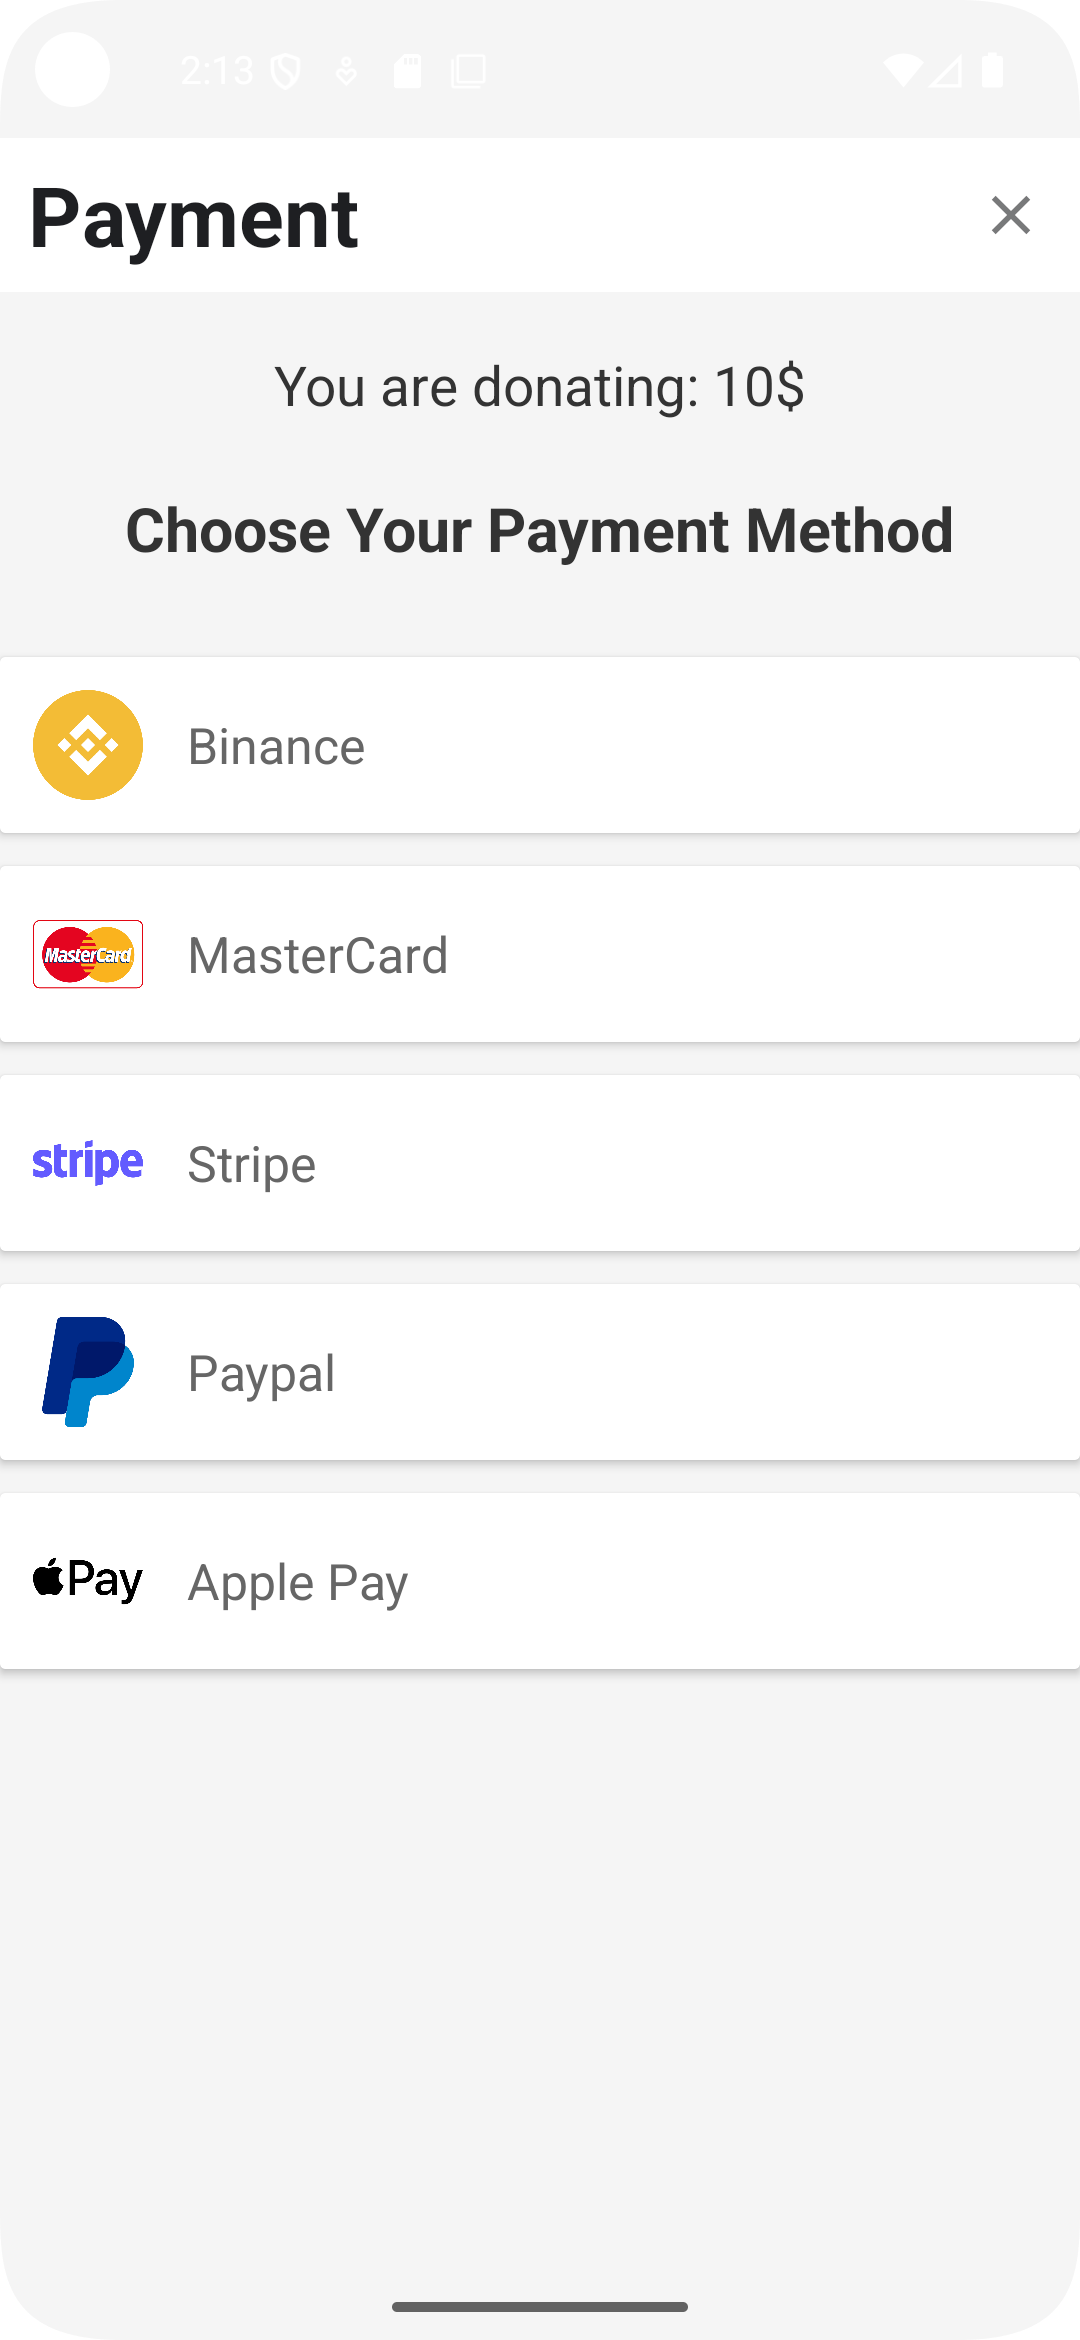 2:13
Payment
You are donating: 10$
Choose Your Payment Method
Binance
MasterCard MasterCard
stripe Stripe
Paypal
Pay Apple Pay